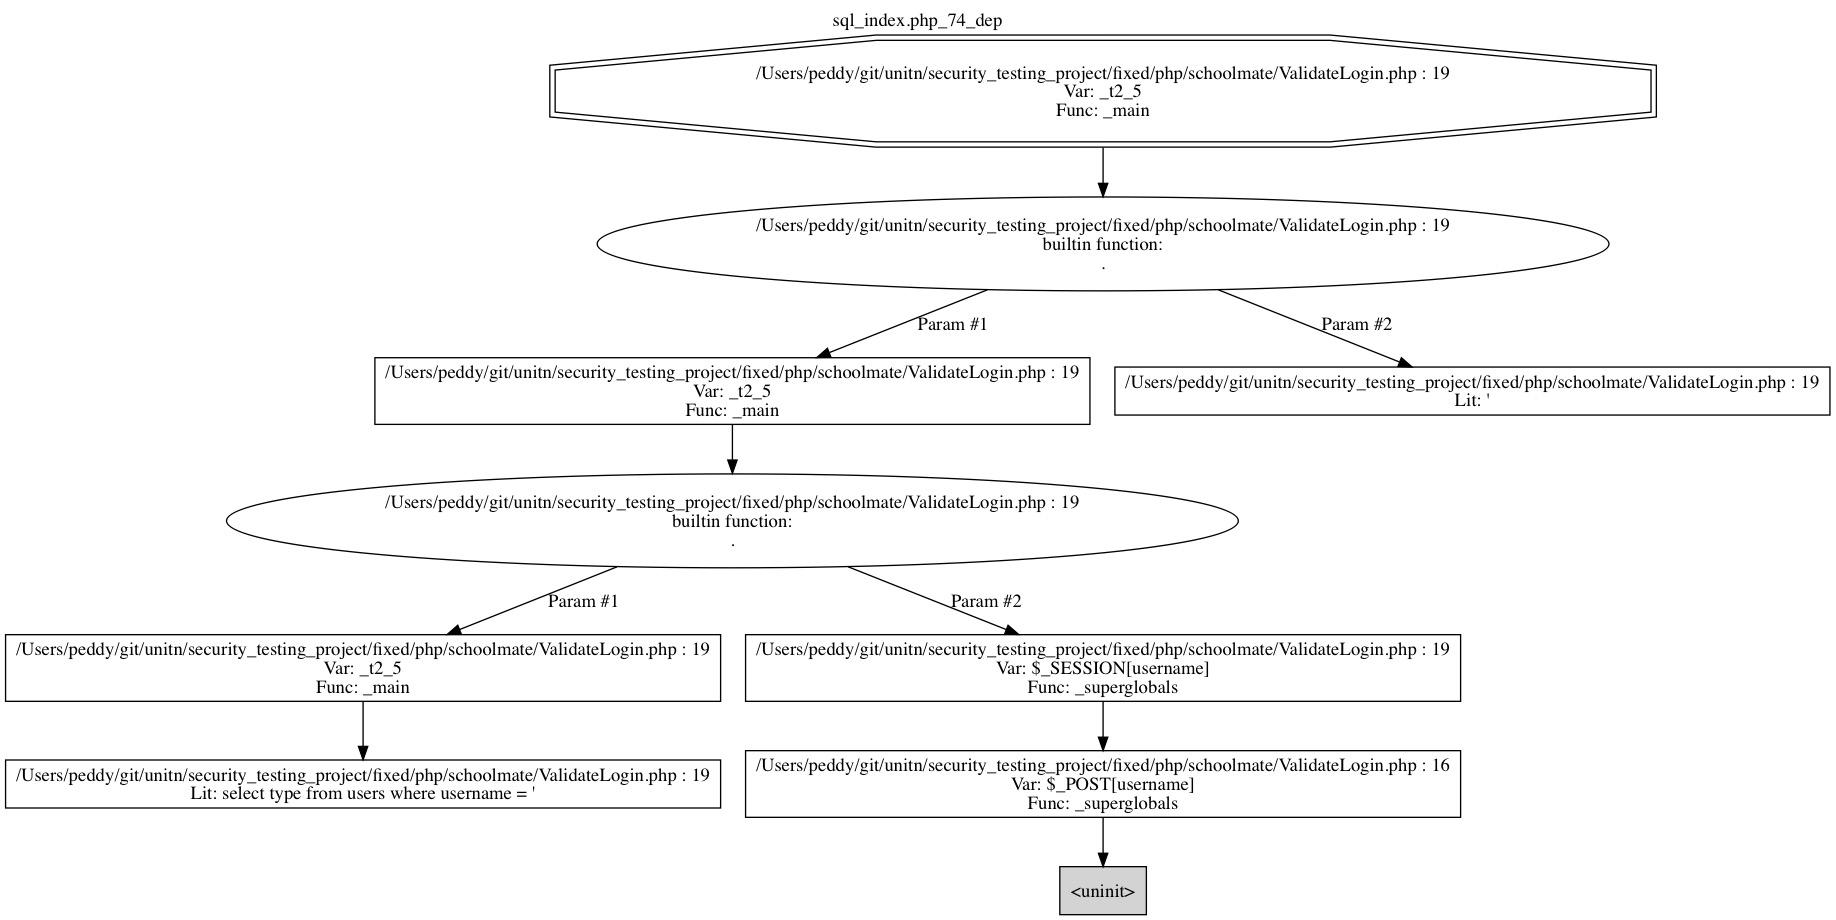 sql_index.php_74_dep
/Users/peddy/git/unitn/security_testing_project/fixed/php/schoolmate/ValidateLogin.php : 19
Var: _t2_5
Func: _main
/Users/peddy/git/unitn/security_testing_project/fixed/php/schoolmate/ValidateLogin.php : 19
builtin function:
.
Param #1
Param #2
/Users/peddy/git/unitn/security_testing_project/fixed/php/schoolmate/ValidateLogin.php : 19
Var: _t2_5
Func: _main
/Users/peddy/git/unitn/security_testing_project/fixed/php/schoolmate/ValidateLogin.php : 19
Lit: '
/Users/peddy/git/unitn/security_testing_project/fixed/php/schoolmate/ValidateLogin.php : 19
builtin function:
.
Param #1
Param #2
/Users/peddy/git/unitn/security_testing_project/fixed/php/schoolmate/ValidateLogin.php : 19
Var: _t2_5
Func: _main
/Users/peddy/git/unitn/security_testing_project/fixed/php/schoolmate/ValidateLogin.php : 19
Var: $_SESSION[username]
Func: _superglobals
/Users/peddy/git/unitn/security_testing_project/fixed/php/schoolmate/ValidateLogin.php : 19
Lit: select type from users where username = '
/Users/peddy/git/unitn/security_testing_project/fixed/php/schoolmate/ValidateLogin.php : 16
Var: $_POST[username]
Func: _superglobals
<uninit>